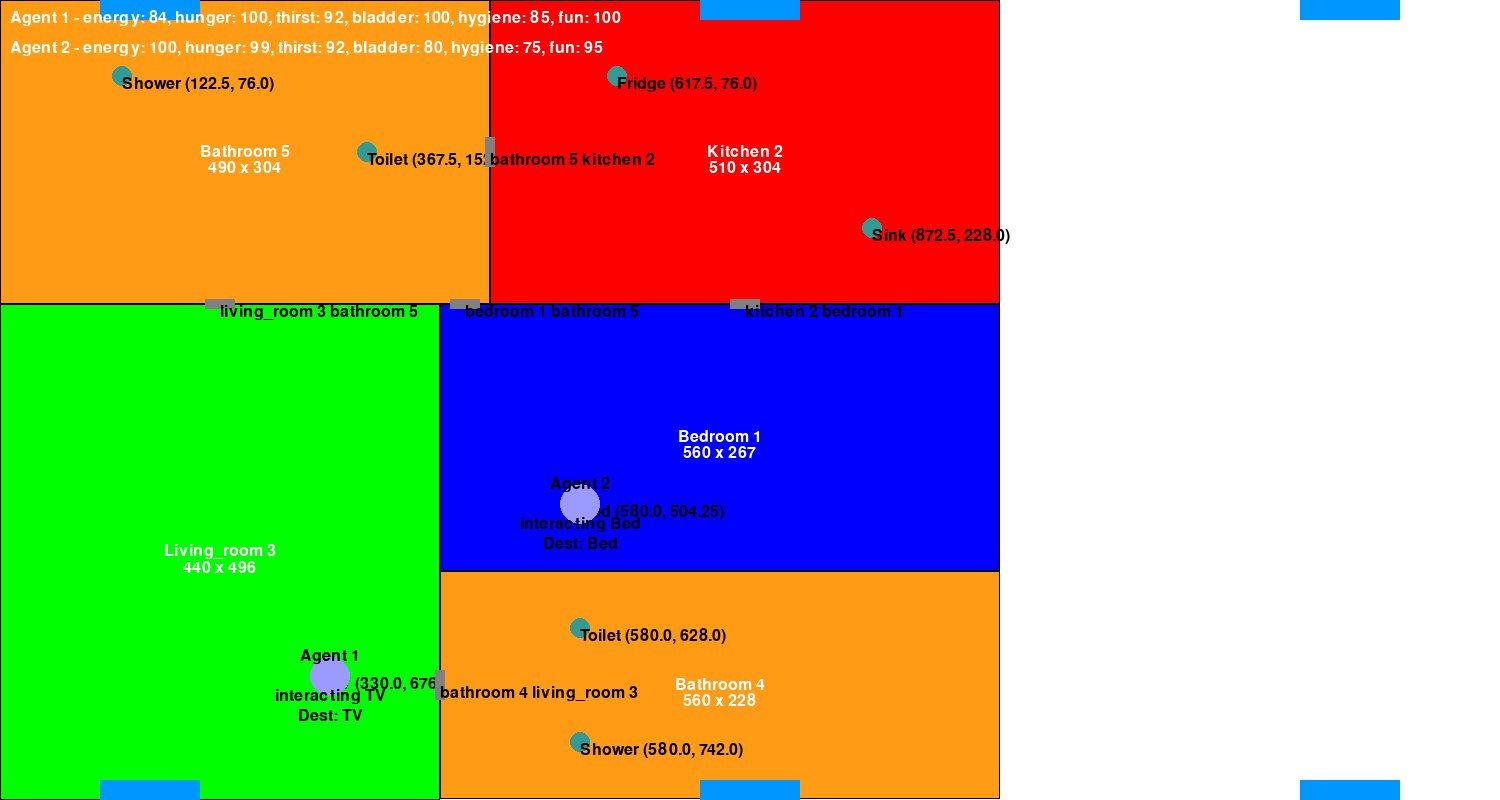 Agent 1 - energy: 84, hunger: 100, thirst: 92, bladder: 100, hygiene: 85, fun: 100
Agent 2 - energy: 100, hunger: 99, thirst: 92, bladder: 80, hygiene: 75, fun: 95
Shower (122.5, 76.0)
Fridge (617.5, 76.0)
Bathroom 5
490 x 304
Toilet (367.5, 152
bathroom 5 kitchen 2
Kitchen 2
510 x 304
Sink (872.5, 228.0)
living_room 3 bathroom 5
bedroom 1 bathroom 5
kitchen 2 bedroom 1
Bedroom 1
560 x 267
Agent 2
(580.0, 504.25)
interacting Bed
Dest: Bed
Living_room 3
440 x 496
Toilet (580.0, 628.0)
Agent 1
(330.0, 676
interacting TV
Dest: TV
bathroom 4 living_room 3
Bathroom 4
560 x 228
Shower (580.0, 742.0)